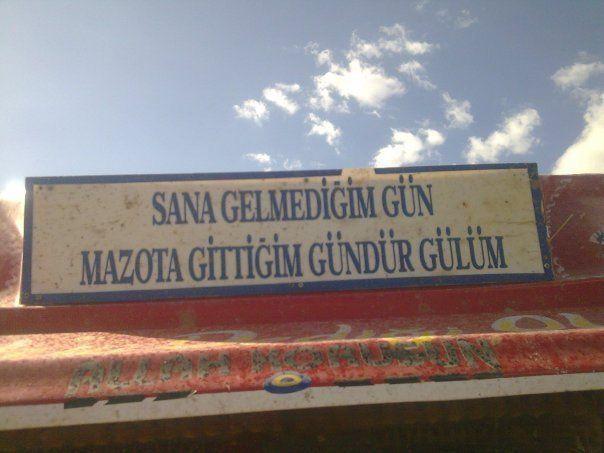 SANA GELMEDİĞİM GÜN
MAZOTA GİTTİĞİM GÜNDÜR GÜLÜM
ALLAH KORUSUN